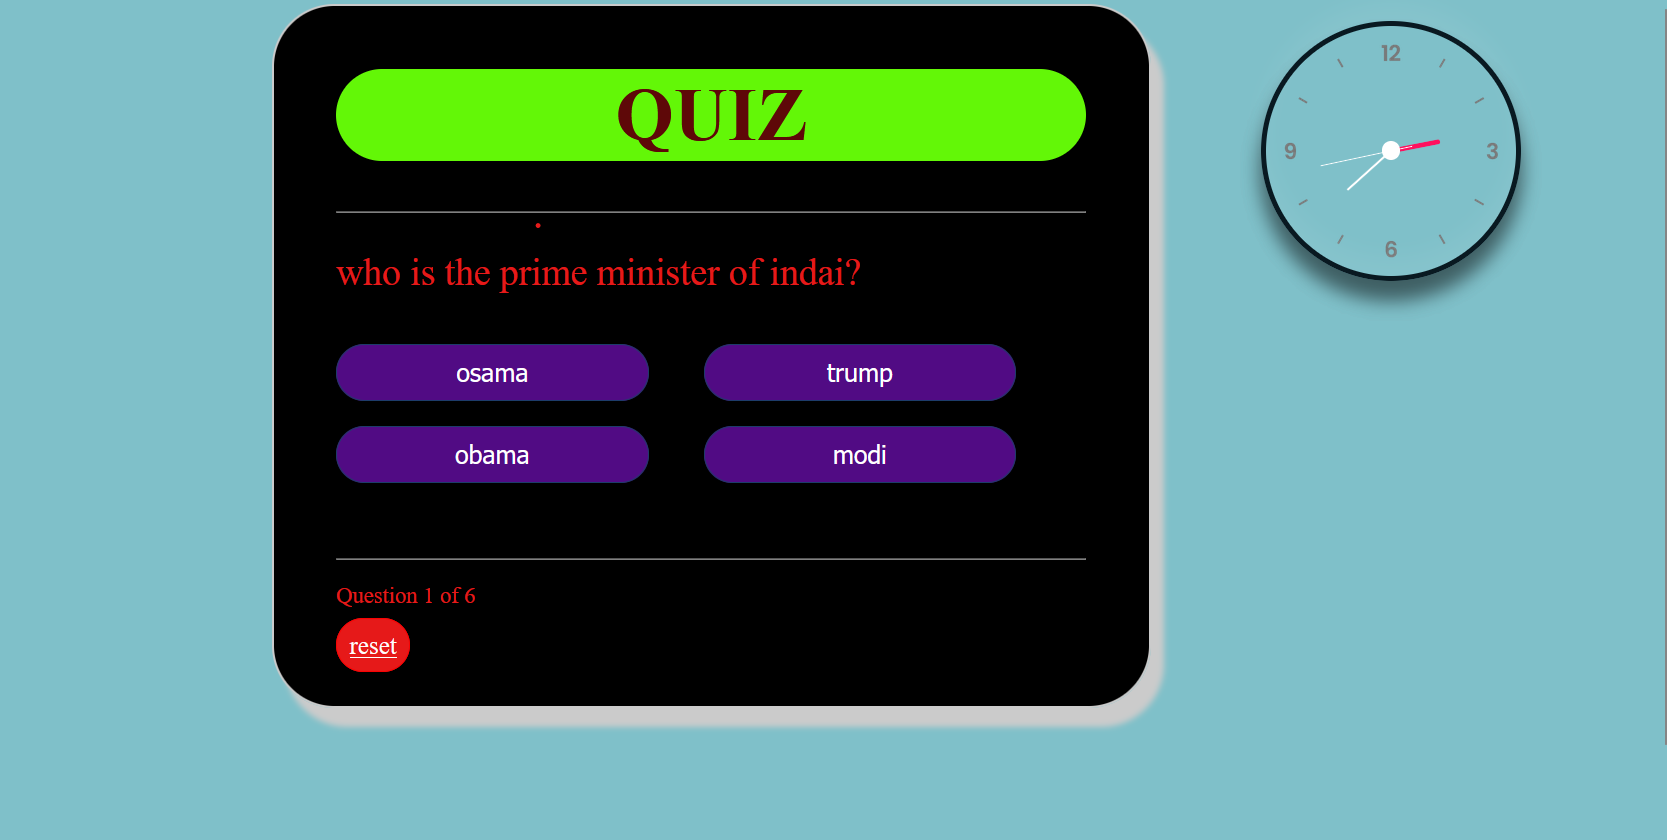 QUIZ
who is the prime minister of indai?
osama
trump
obama
modi
Question 1 of 6
reset
12
9
3
6